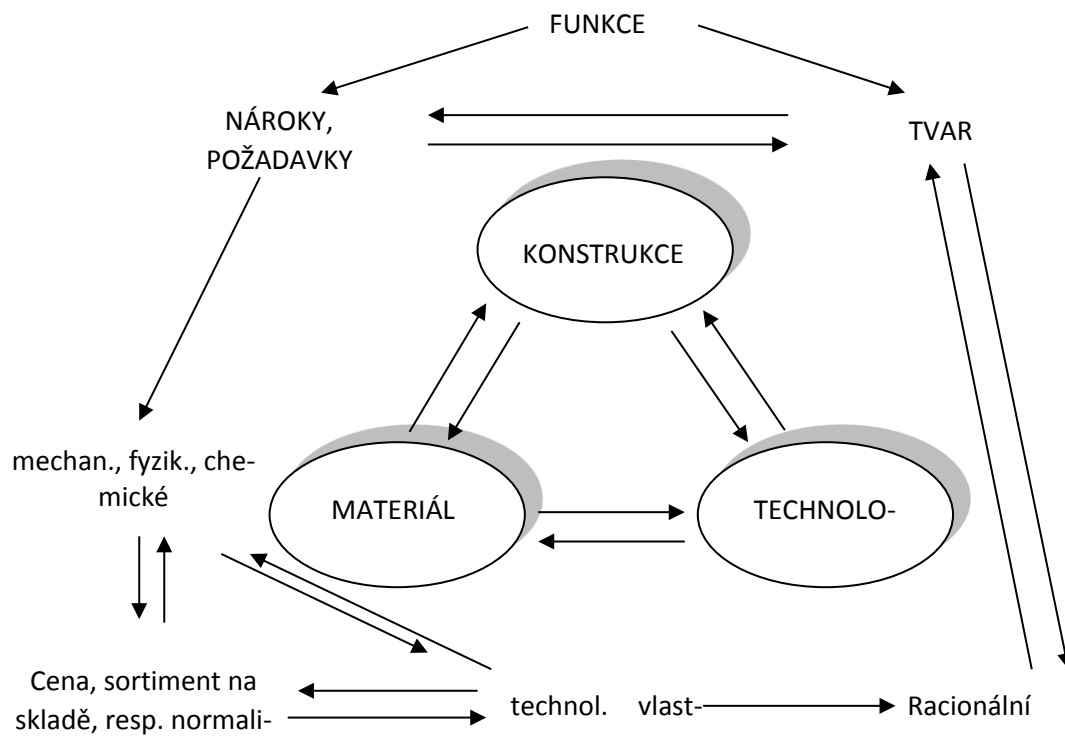 FUNKCE
NÁROKY,
POŽADAVKY
TVAR
KONSTRUKCE
mechan., fyzik., che-
mické
MATERIÁL
TECHNOLO-
Cena, sortiment na
skladě, resp. normali-
technol. vlast-
Racionální